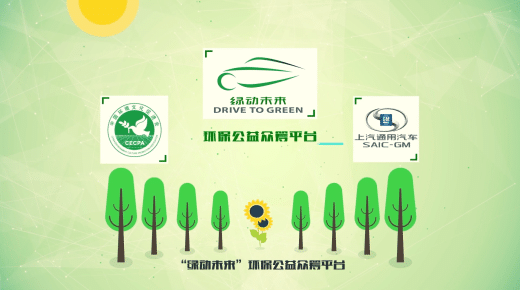 绿动未来
DRIVE TO GREEN
CECPA
GM
上汽通用汽车
SAIC-GM
环保公益众筹平台
“绿动未来”环保公益众筹平台